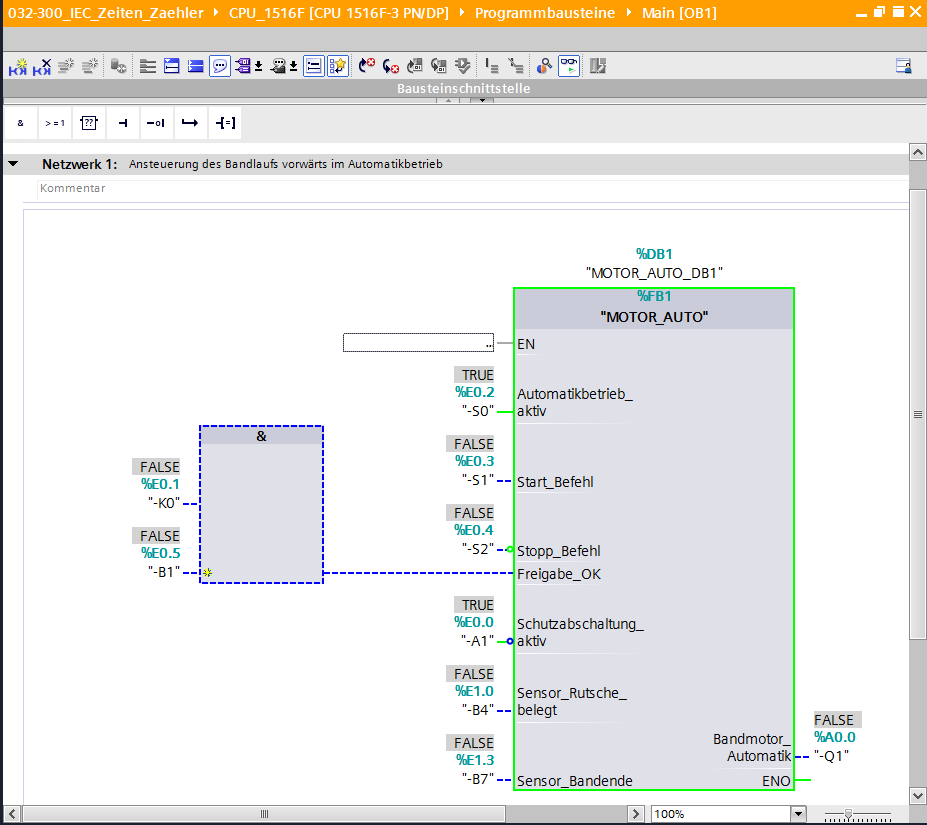 032-300_IEC_Zeiten_Zaehler ‣ CPU_1516F [CPU 1516F-3 PN/DP] ‣ Programmbausteine ‣ Main [OB1]
Bausteinschnittstelle
& >=1 ?? ⊣ -o| ↦ -[=]
Netzwerk 1: Ansteuerung des Bandlaufs vorwärts im Automatikbetrieb
Kommentar
%DB1
"MOTOR_AUTO_DB1"
%FB1
"MOTOR_AUTO"
... EN
TRUE
%E0.2
"-S0"
Automatikbetrieb_
aktiv
FALSE
%E0.3
"-S1" Start_Befehl
&
FALSE
%E0.1
"-K0"
FALSE
%E0.5
"-B1"
FALSE
%E0.4
"-S2" Stopp_Befehl
Freigabe_OK
TRUE
%E0.0
"-A1"
Schutzabschaltung_
aktiv
FALSE
%E1.0
"-B4"
Sensor_Rutsche_
belegt
FALSE
%E1.3
"-B7" Sensor_Bandende
Bandmotor_
Automatik
FALSE
%A0.0
"-Q1"
ENO
100%